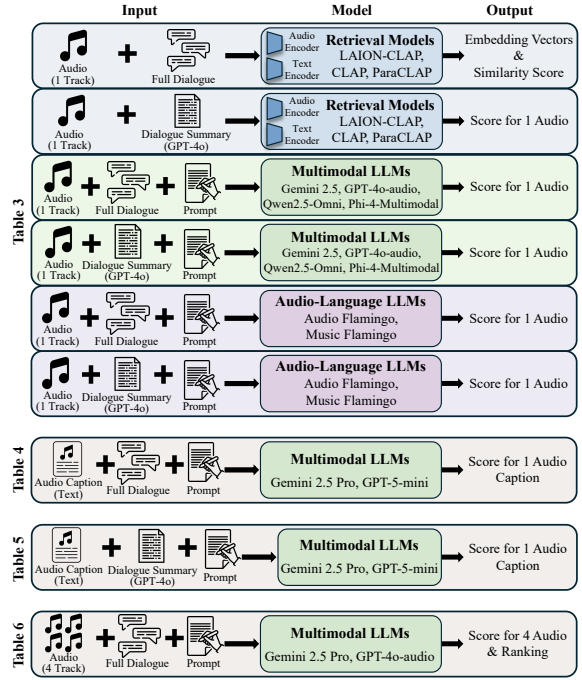 Input Model Output
Table 3
Audio
(1 Track)
Full Dialogue
Audio
Encoder
Text
Encoder
Retrieval Models
LAION-CLAP,
CLAP, ParaCLAP
Embedding Vectors
&
Similarity Score
Audio
(1 Track)
Dialogue Summary
(GPT-4o)
Audio
Encoder
Text
Encoder
Retrieval Models
LAION-CLAP,
CLAP, ParaCLAP
Score for 1 Audio
Audio
(1 Track)
Full Dialogue
Prompt
Multimodal LLMs
Gemini 2.5, GPT-4o-audio,
Qwen2.5-Omni, Phi-4-Multimodal
Score for 1 Audio
Audio
(1 Track)
Dialogue Summary
(GPT-4o)
Prompt
Multimodal LLMs
Gemini 2.5, GPT-4o-audio,
Qwen2.5-Omni, Phi-4-Multimodal
Score for 1 Audio
Audio
(1 Track)
Full Dialogue
Prompt
Audio-Language LLMs
Audio Flamingo,
Music Flamingo
Score for 1 Audio
Audio
(1 Track)
Dialogue Summary
(GPT-4o)
Prompt
Audio-Language LLMs
Audio Flamingo,
Music Flamingo
Score for 1 Audio
Table 4
Audio Caption
(Text)
Full Dialogue
Prompt
Multimodal LLMs
Gemini 2.5 Pro, GPT-5-mini
Score for 1 Audio
Caption
Table 5
Audio Caption
(Text)
Dialogue Summary
(GPT-4o)
Prompt
Multimodal LLMs
Gemini 2.5 Pro, GPT-5-mini
Score for 1 Audio
Caption
Table 6
Audio
(4 Track)
Full Dialogue
Prompt
Multimodal LLMs
Gemini 2.5 Pro, GPT-4o-audio
Score for 4 Audio
& Ranking